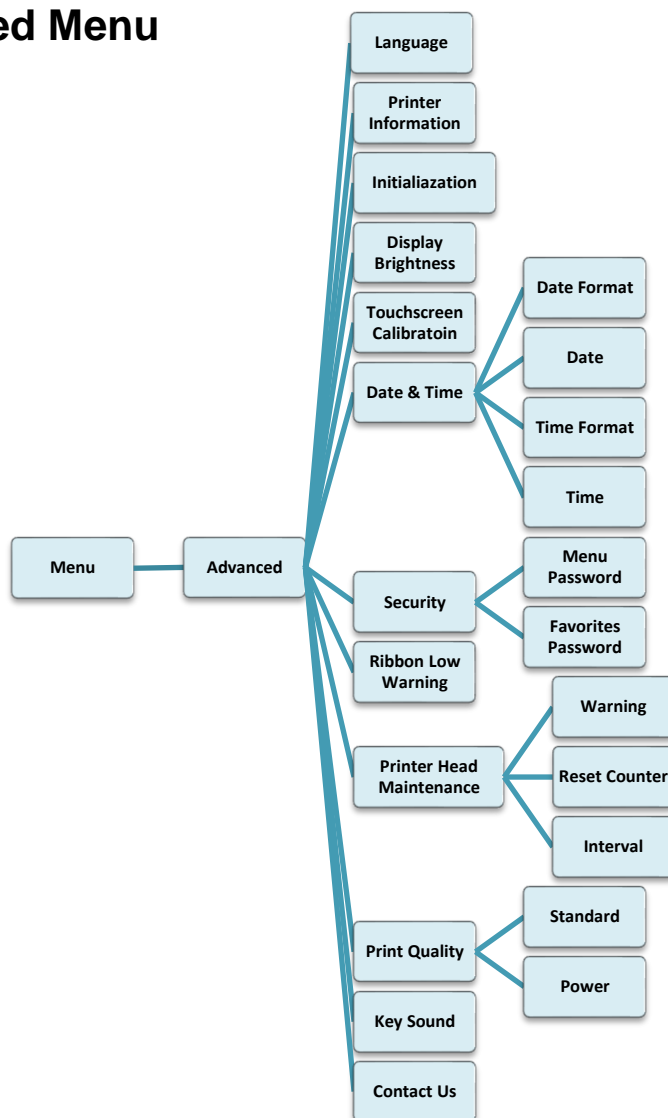 ed Menu
Language
Printer
Information
Initialiazation
Display
Brightness
Touchscreen
Calibratoin
Date & Time
Date Format
Date
Time Format
Time
Menu
Advanced
Security
Menu
Password
Favorites
Password
Ribbon Low
Warning
Printer Head
Maintenance
Warning
Reset Counter
Interval
Print Quality
Standard
Power
Key Sound
Contact Us